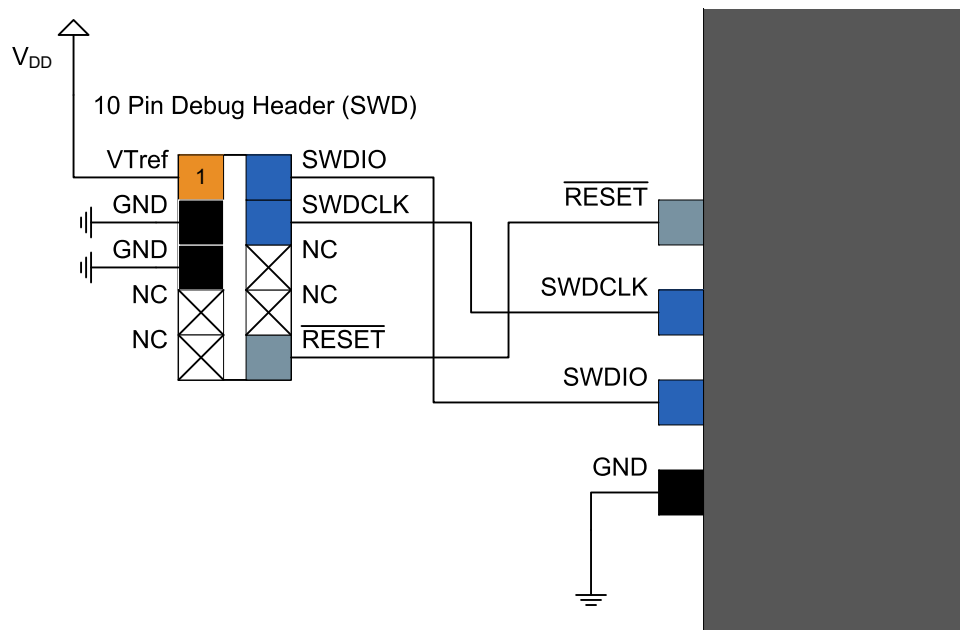 V_DD
10 Pin Debug Header (SWD)
VTref
1
SWDIO
GND
SWDCLK
GND
NC
NC
NC
NC
RESET
RESET
SWDCLK
SWDIO
GND